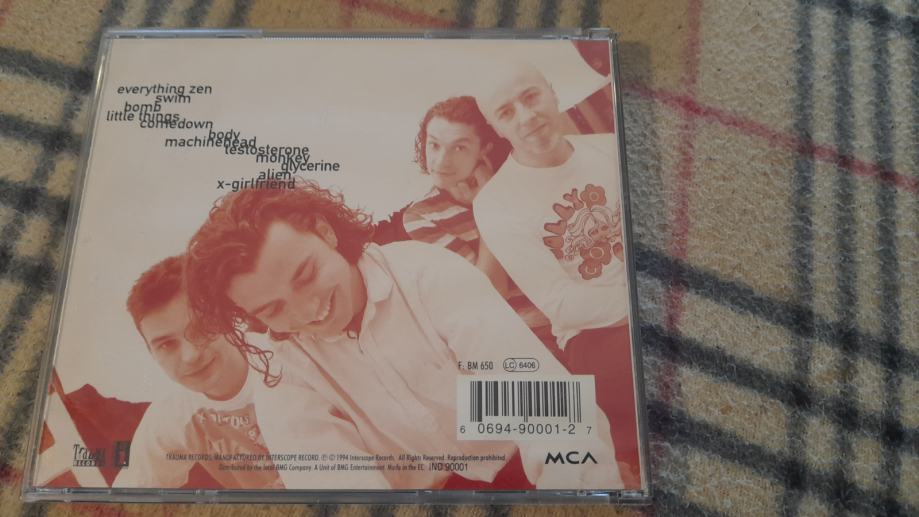 everything zen
swim
bomb
little things
comedown
body
machinehead
testosterone
monkey
glycerine
alien
x-girlfriend
F: BM 650 LC 6406
6 0694-90001-2 7
MCA
TRAUMA RECORDS, MANUFACTURED BY INTERSCOPE RECORD. ℗ © 1994 Interscope Records. All Rights Reserved. Reproduction prohibited.
Distributed by the local BMG Company. A Unit of BMG Entertainment. Made in the EC. IND 90001